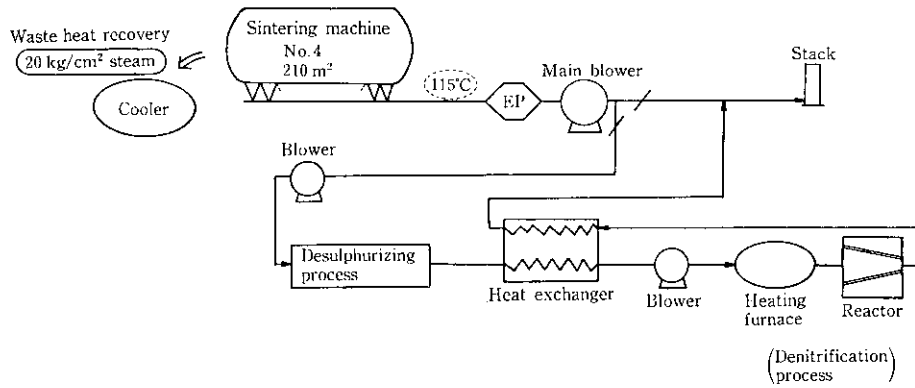 Waste heat recovery
20 kg/cm² steam
Cooler
Sintering machine
No. 4
210 m²
115°C
EP
Main blower
Stack
Blower
Desulphurizing
process
Heat exchanger
Blower
Heating
furnace
Reactor
(Denitrification
process)